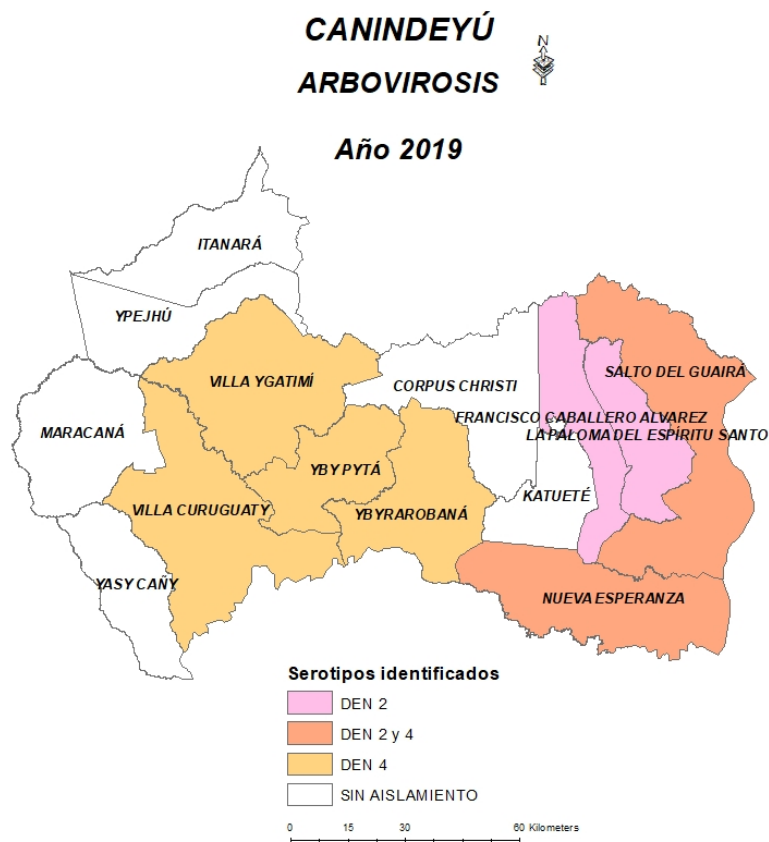 CANINDEYÚ
N
ARBOVIROSIS
Año 2019
ITANARÁ
YPEJHÚ
VILLA YGATIMÍ
SALTO DEL GUAIRÁ
CORPUS CHRISTI
FRANCISCO CABALLERO ALVAREZ
MARACANÁ
LA PALOMA DEL ESPÍRITU SANTO
YBY PYTÁ
KATUETÉ
VILLA CURUGUATY
YBYRAROBANÁ
YASY CAÑY
NUEVA ESPERANZA
Serotipos identificados
DEN 2
DEN 2 y 4
DEN 4
SIN AISLAMIENTO
0 15 30 60 Kilometers